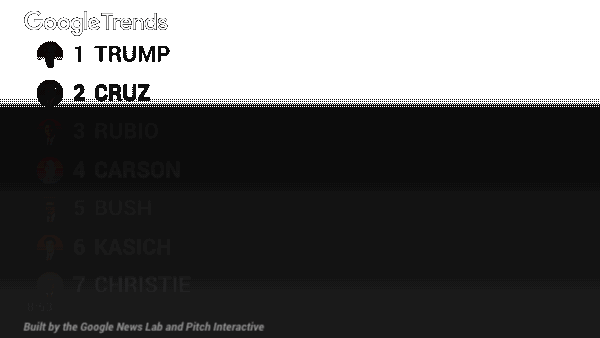 Google Trends
1 TRUMP
2 CRUZ
3 RUBIO
4 CARSON
5 BUSH
6 KASICH
7 CHRISTIE
Built by the Google News Lab and Pitch Interactive